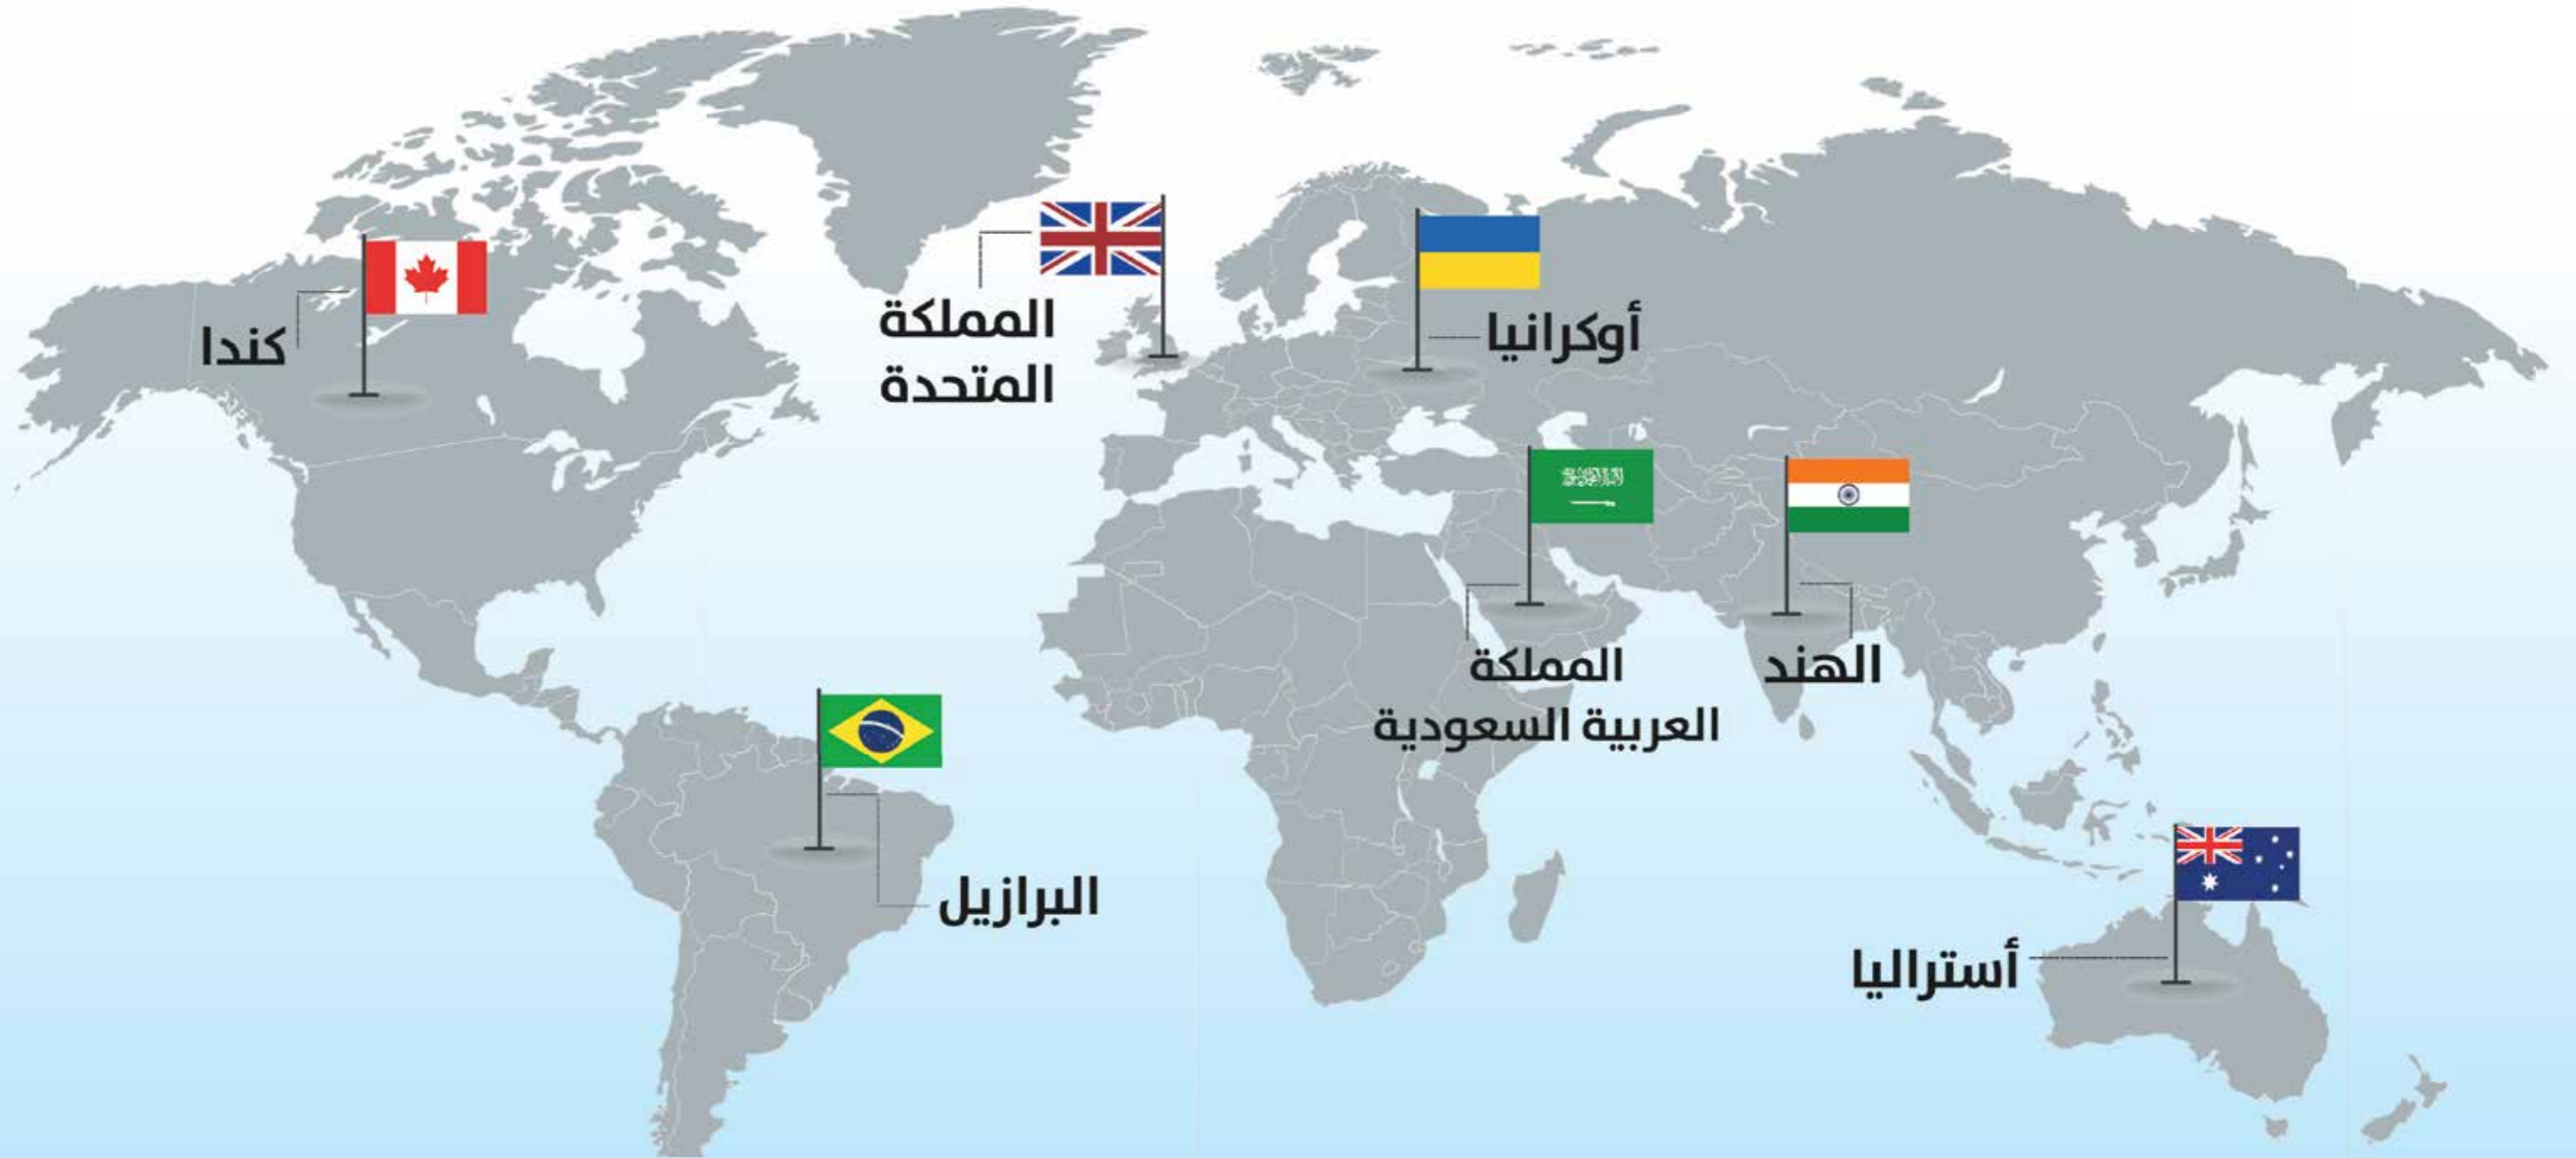 كندا
المملكة
المتحدة
أوكرانيا
المملكة
العربية السعودية
الهند
البرازيل
أستراليا